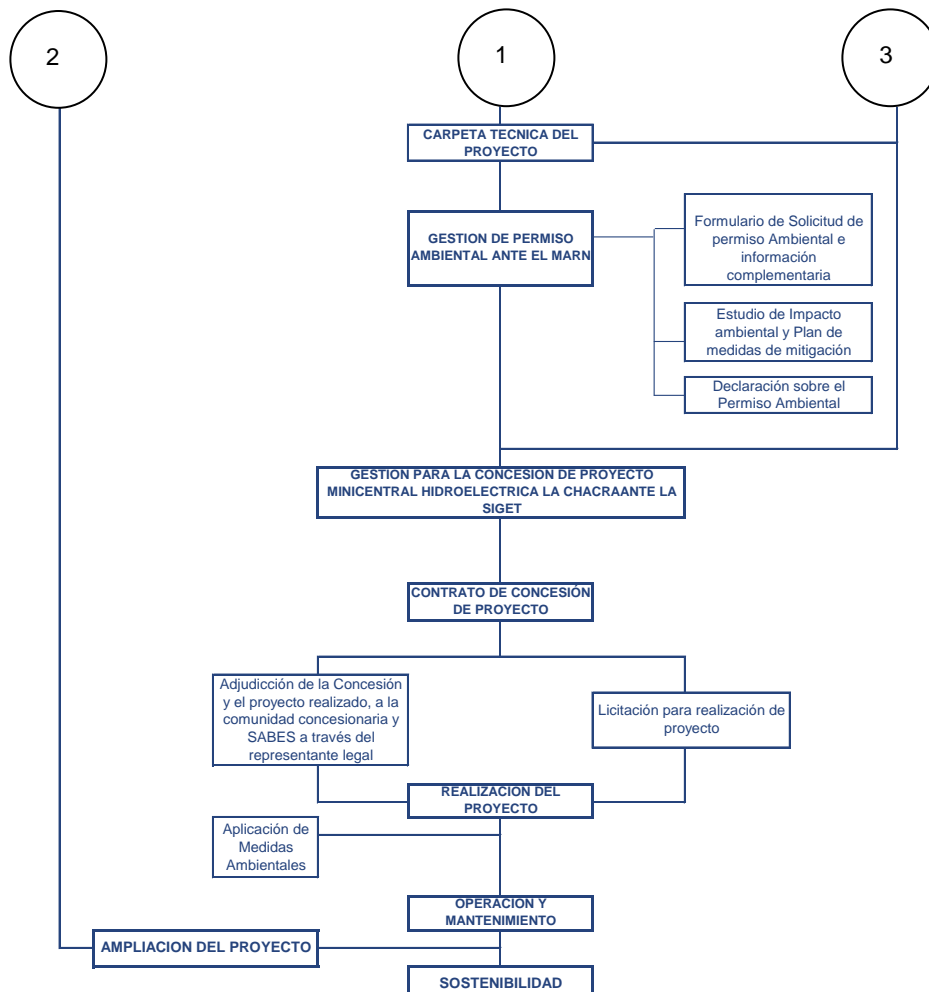 2
1
3
CARPETA TECNICA DEL
PROYECTO
GESTION DE PERMISO
AMBIENTAL ANTE EL MARN
Formulario de Solicitud de
permiso Ambiental e
información
complementaria
Estudio de Impacto
ambiental y Plan de
medidas de mitigación
Declaración sobre el
Permiso Ambiental
GESTION PARA LA CONCESION DE PROYECTO
MINICENTRAL HIDROELECTRICA LA CHACRAANTE LA
SIGET
CONTRATO DE CONCESIÓN
DE PROYECTO
Adjudicción de la Concesión
y el proyecto realizado, a la
comunidad concesionaria y
SABES a través del
representante legal
Licitación para realización de
proyecto
REALIZACION DEL
PROYECTO
Aplicación de
Medidas
Ambientales
OPERACION Y
MANTENIMIENTO
AMPLIACION DEL PROYECTO
SOSTENIBILIDAD